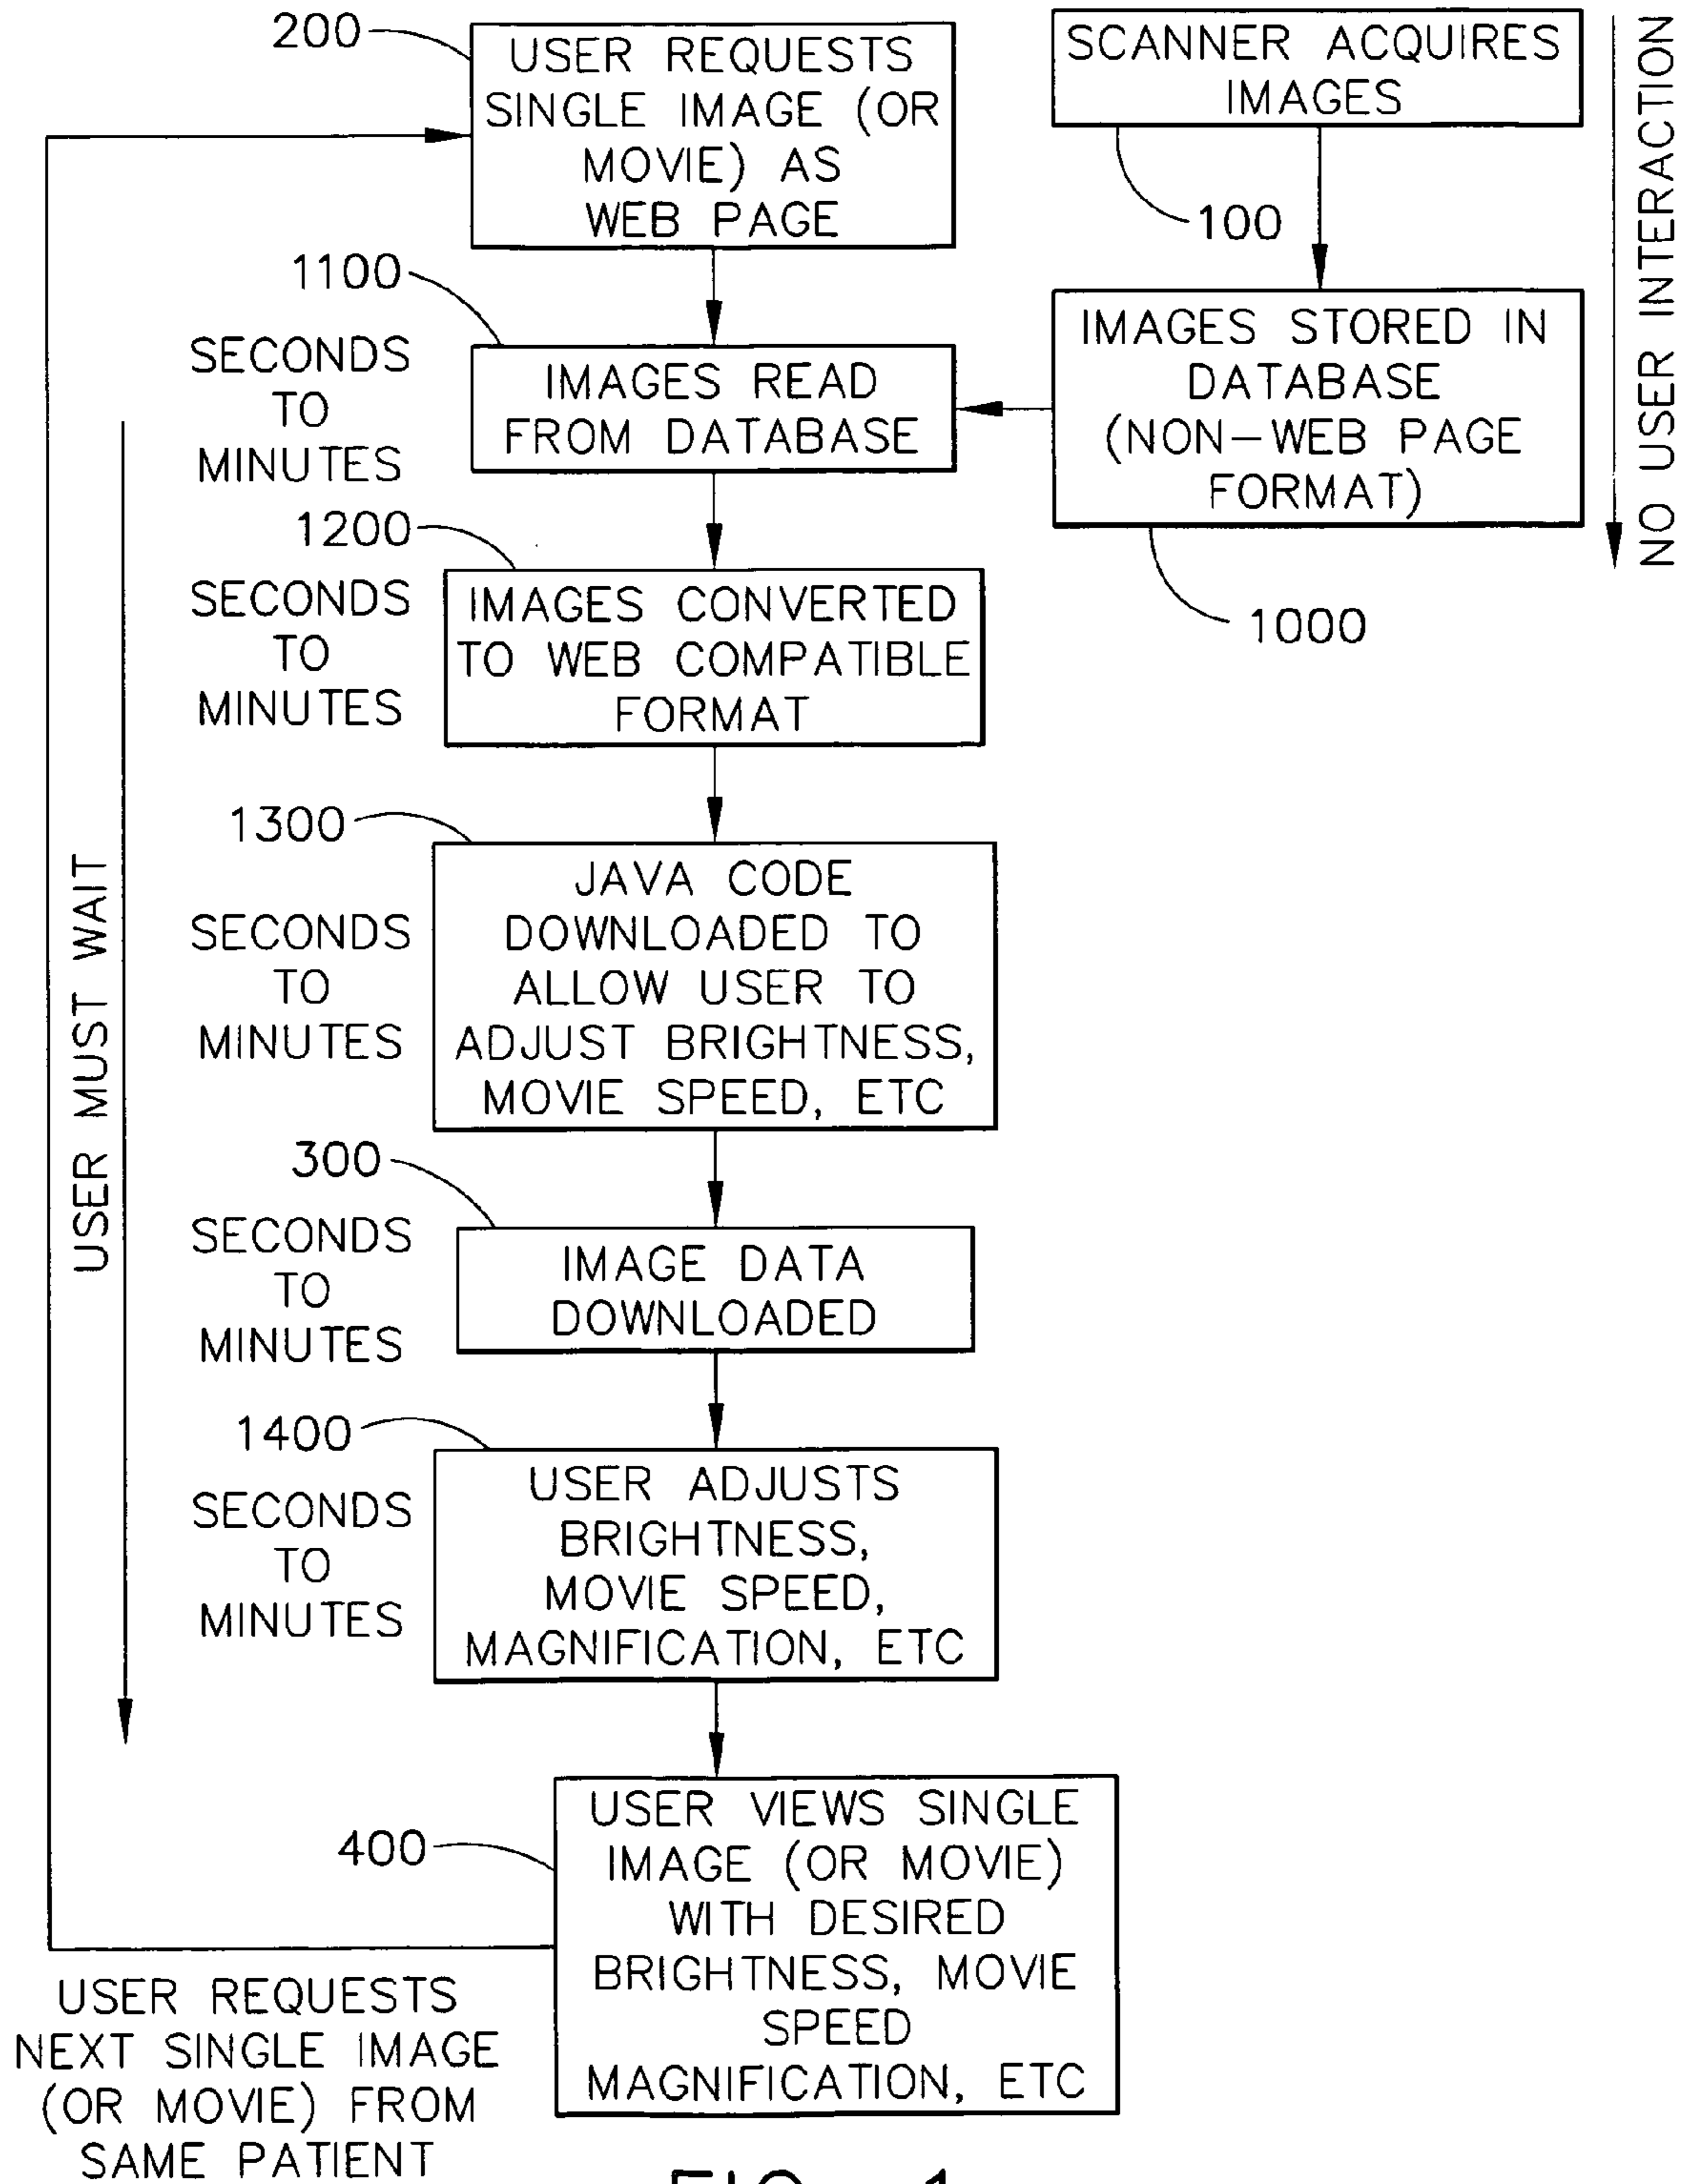 200
USER REQUESTS
SINGLE IMAGE (OR
MOVIE) AS
WEB PAGE
SCANNER ACQUIRES
IMAGES
100
NO USER INTERACTION
1100
SECONDS
TO
MINUTES
IMAGES READ
FROM DATABASE
IMAGES STORED IN
DATABASE
(NON-WEB PAGE
FORMAT)
1000
1200
SECONDS
TO
MINUTES
IMAGES CONVERTED
TO WEB COMPATIBLE
FORMAT
USER MUST WAIT
1300
SECONDS
TO
MINUTES
JAVA CODE
DOWNLOADED TO
ALLOW USER TO
ADJUST BRIGHTNESS,
MOVIE SPEED, ETC
300
SECONDS
TO
MINUTES
IMAGE DATA
DOWNLOADED
1400
SECONDS
TO
MINUTES
USER ADJUSTS
BRIGHTNESS,
MOVIE SPEED,
MAGNIFICATION, ETC
400
USER VIEWS SINGLE
IMAGE (OR MOVIE)
WITH DESIRED
BRIGHTNESS, MOVIE
SPEED
MAGNIFICATION, ETC
USER REQUESTS
NEXT SINGLE IMAGE
(OR MOVIE) FROM
SAME PATIENT
FIG. 1